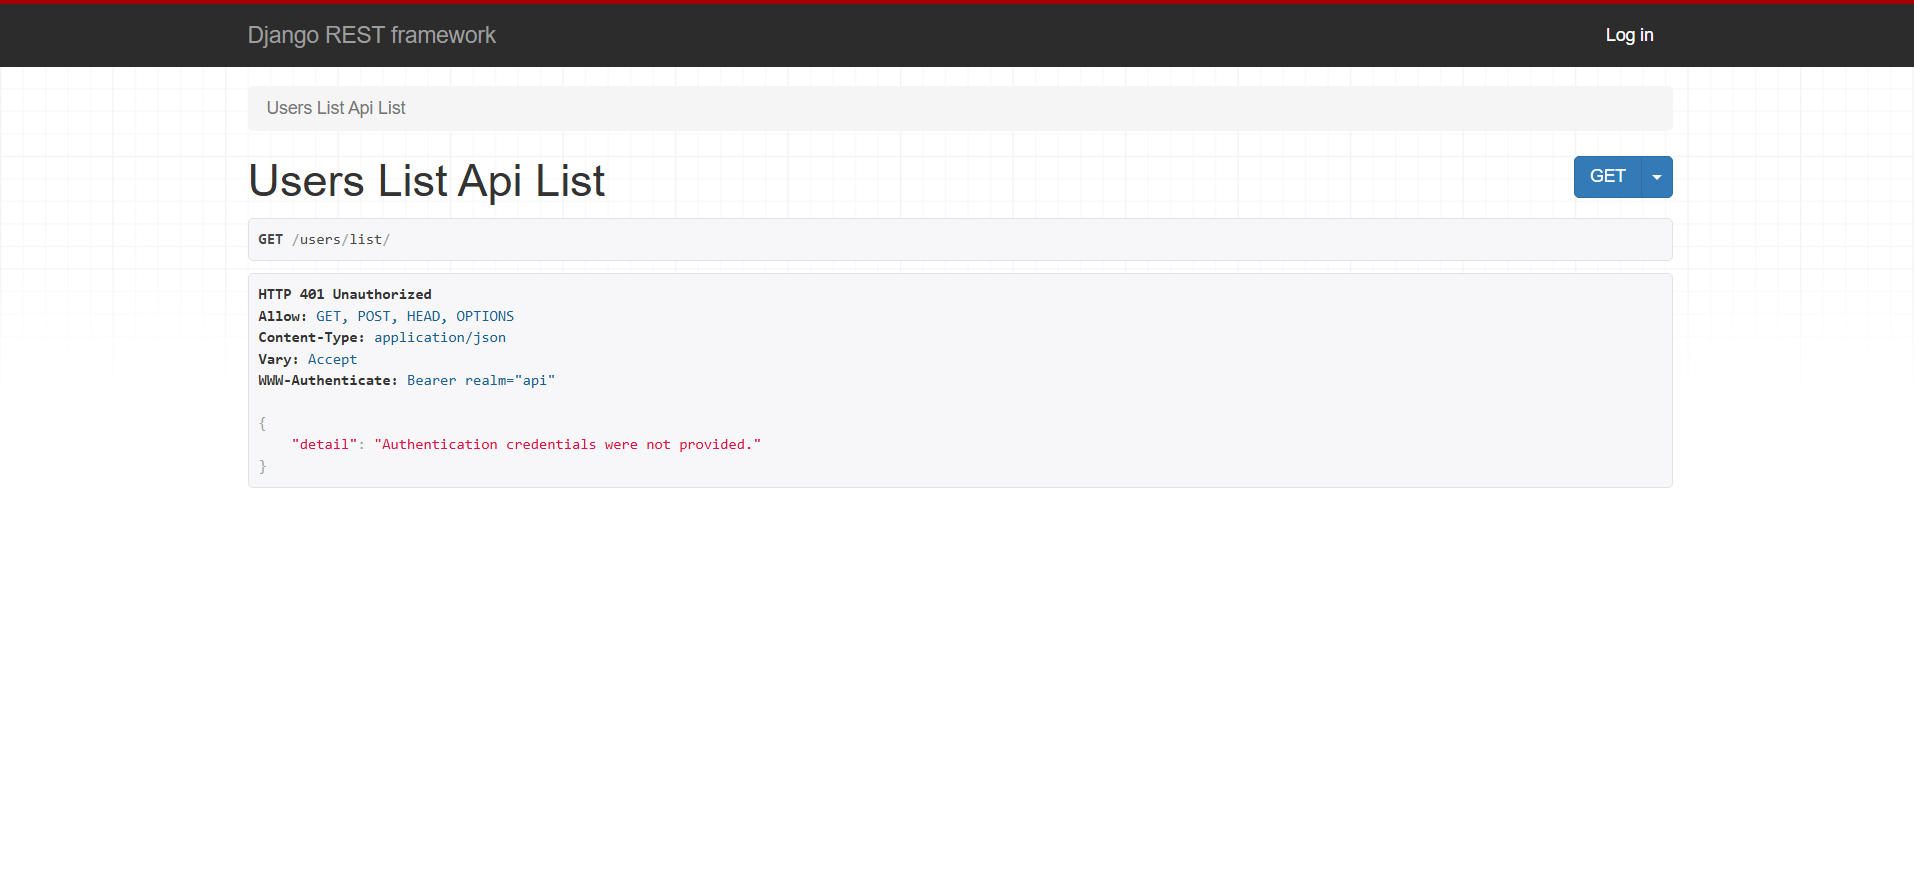 Django REST framework
Log in
Users List Api List
Users List Api List
GET
GET /users/list/
HTTP 401 Unauthorized
Allow: GET, POST, HEAD, OPTIONS
Content-Type: application/json
Vary: Accept
WWW-Authenticate: Bearer realm="api"
{
    "detail": "Authentication credentials were not provided."
}